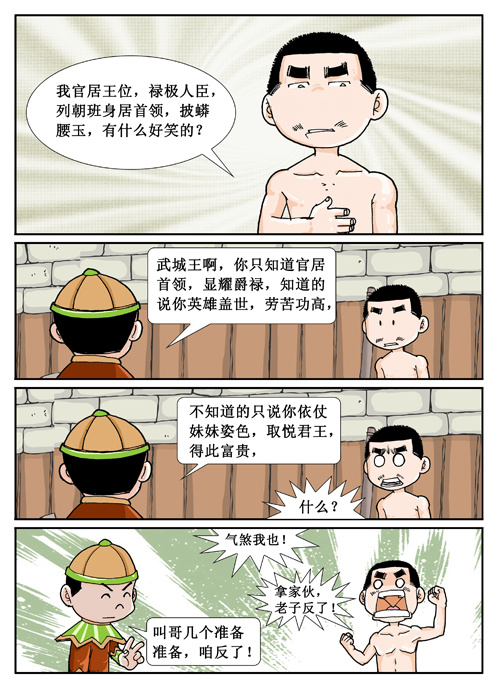 我官居王位，禄极人臣，
列朝班身居首领，披蟒
腰玉，有什么好笑的？
武城王啊，你只知道官居
首领，显耀爵禄，知道的
说你英雄盖世，劳苦功高，
不知道的只说你依仗
妹妹姿色，取悦君王，
得此富贵，
什么？
气煞我也！
拿家伙，
老子反了！
叫哥几个准备
准备，咱反了！